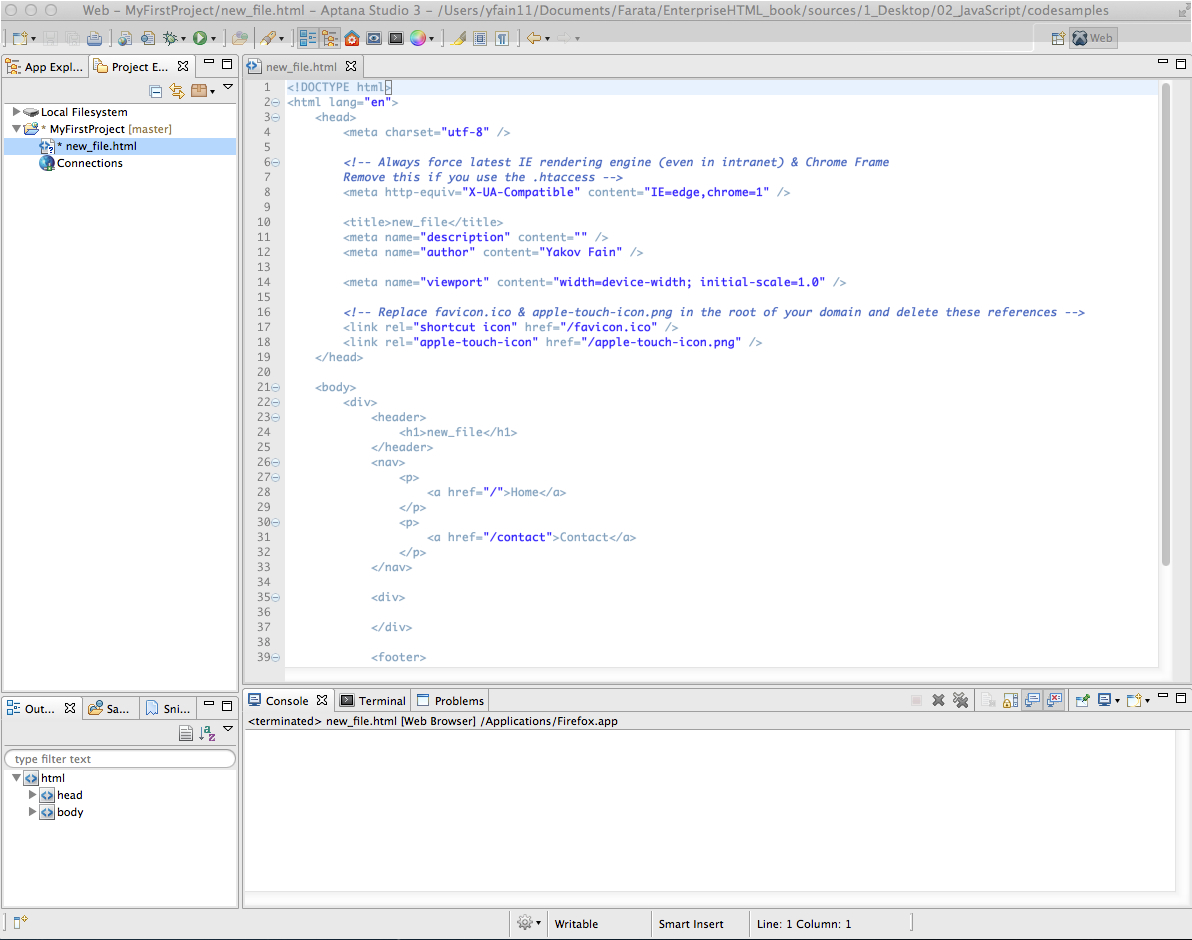 Web – MyFirstProject/new_file.html – Aptana Studio 3 – /Users/yfain11/Documents/Farata/EnterpriseHTML_book/sources/1_Desktop/02_JavaScript/codesamples
Web
App Expl...
Project E...
Local Filesystem
* MyFirstProject [master]
* new_file.html
Connections
new_file.html
1 <!DOCTYPE html>
2 <html lang="en">
3 <head>
4 <meta charset="utf-8" />
5
6 <!-- Always force latest IE rendering engine (even in intranet) & Chrome Frame
7 Remove this if you use the .htaccess -->
8 <meta http-equiv="X-UA-Compatible" content="IE=edge,chrome=1" />
9
10 <title>new_file</title>
11 <meta name="description" content="" />
12 <meta name="author" content="Yakov Fain" />
13
14 <meta name="viewport" content="width=device-width; initial-scale=1.0" />
15
16 <!-- Replace favicon.ico & apple-touch-icon.png in the root of your domain and delete these references -->
17 <link rel="shortcut icon" href="/favicon.ico" />
18 <link rel="apple-touch-icon" href="/apple-touch-icon.png" />
19 </head>
20
21 <body>
22 <div>
23 <header>
24 <h1>new_file</h1>
25 </header>
26 <nav>
27 <p>
28 <a href="/">Home</a>
29 </p>
30 <p>
31 <a href="/contact">Contact</a>
32 </p>
33 </nav>
34
35 <div>
36
37 </div>
38
39 <footer>
Out...
Sa...
Sni...
type filter text
html
head
body
Console
Terminal
Problems
<terminated> new_file.html [Web Browser] /Applications/Firefox.app
Writable
Smart Insert
Line: 1 Column: 1